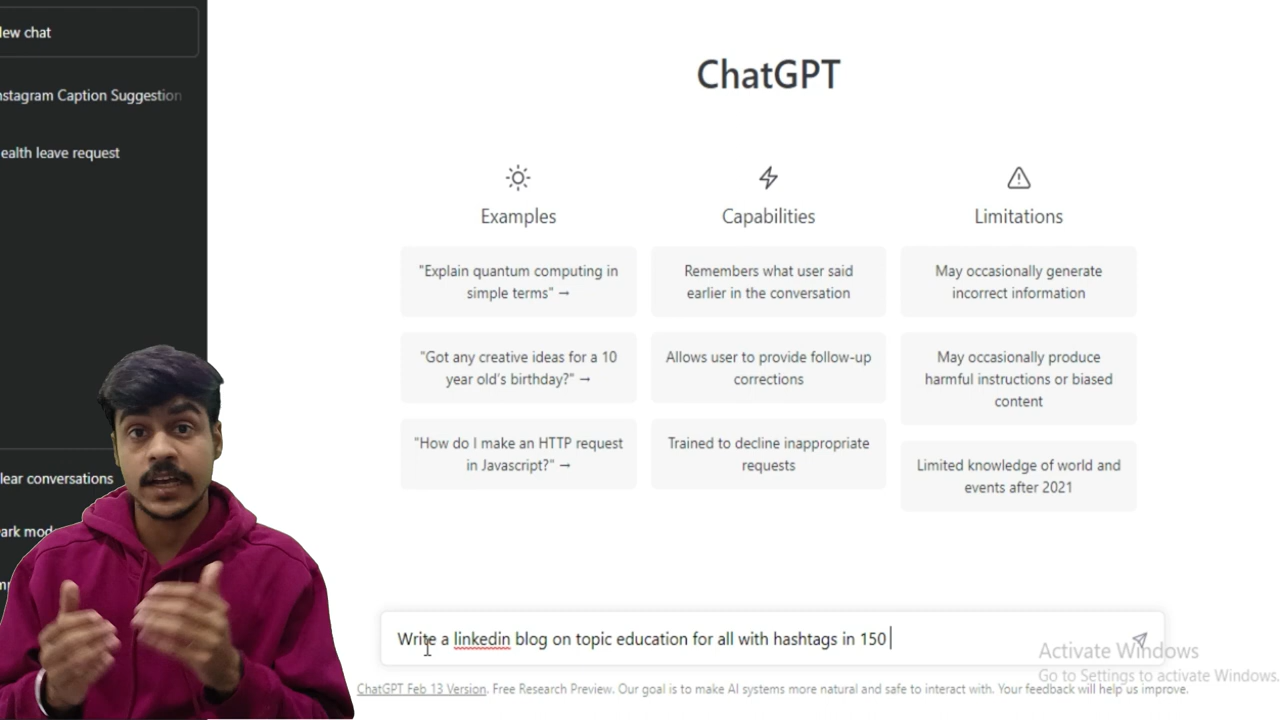 lew chat
nstagram Caption Suggestion
ealth leave request
lear conversations
ark mod
ChatGPT
Examples
"Explain quantum computing in
simple terms" →
"Got any creative ideas for a 10
year old's birthday?" →
"How do I make an HTTP request
in Javascript?" →
Capabilities
Remembers what user said
earlier in the conversation
Allows user to provide follow-up
corrections
Trained to decline inappropriate
requests
Limitations
May occasionally generate
incorrect information
May occasionally produce
harmful instructions or biased
content
Limited knowledge of world and
events after 2021
Write a linkedin blog on topic education for all with hashtags in 150
Activate Windows
Go to Settings to activate Windows.
ChatGPT Feb 13 Version. Free Research Preview. Our goal is to make AI systems more natural and safe to interact with. Your feedback will help us improve.